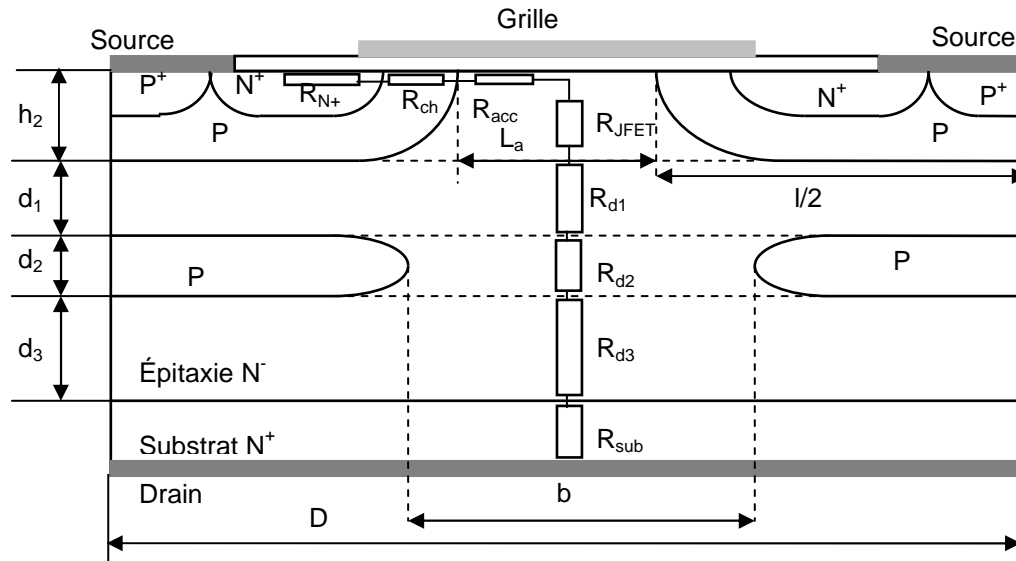 Grille
Source
Source
P+
N+
N+
P+
RN+
Rch
Racc
RJFET
h2
P
P
La
d1
Rd1
l/2
d2
P
Rd2
P
d3
Rd3
Épitaxie N-
Substrat N+
Rsub
Drain
b
D